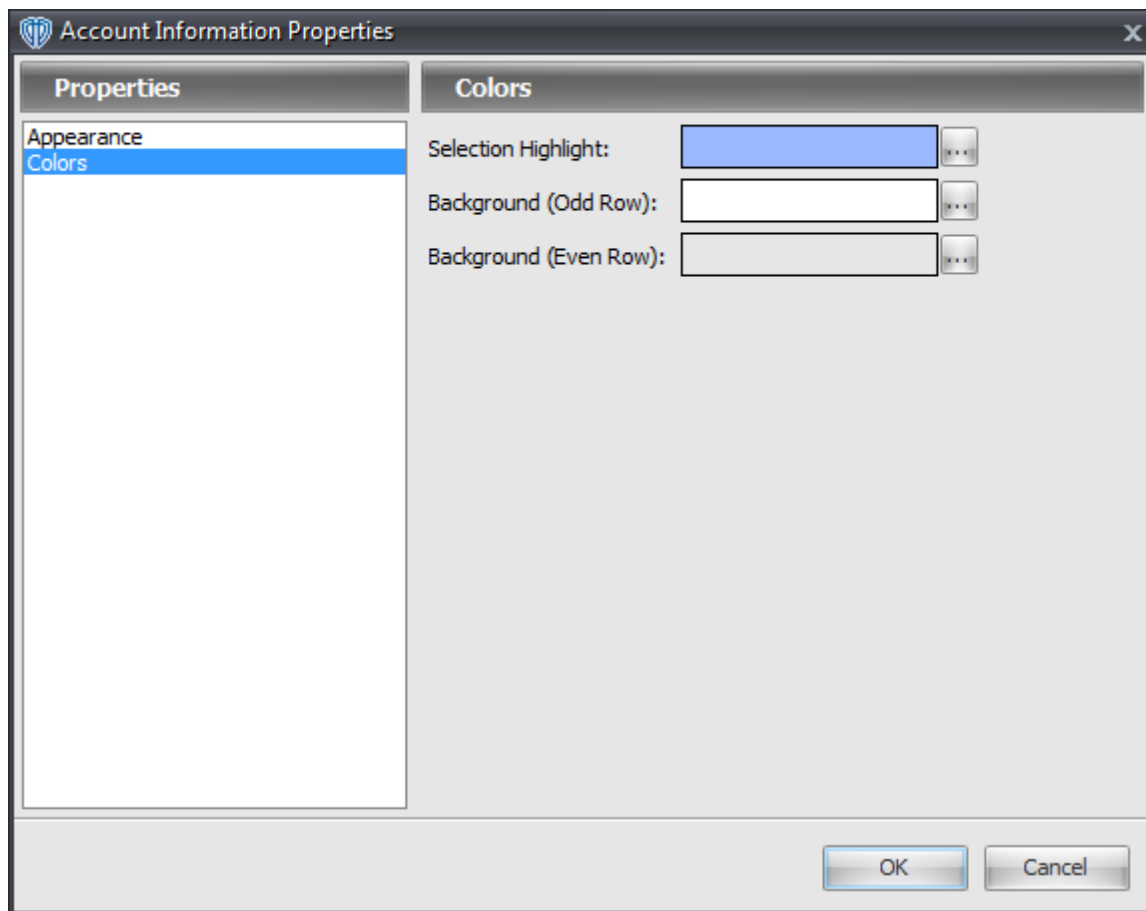 Account Information Properties
x
Properties
Colors
Appearance
Colors
Selection Highlight:
...
Background (Odd Row):
...
Background (Even Row):
...
OK
Cancel